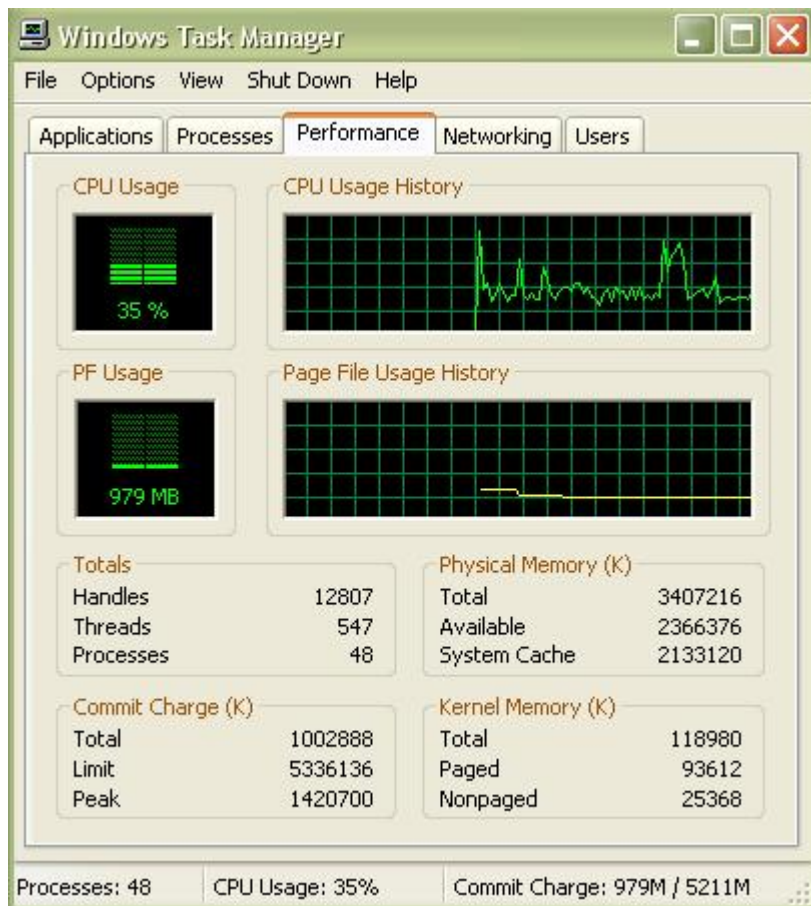 Windows Task Manager
File Options View Shut Down Help
Applications Processes Performance Networking Users
CPU Usage CPU Usage History
35 %
PF Usage Page File Usage History
979 MB
Totals Physical Memory (K)
Handles 12807 Total 3407216
Threads 547 Available 2366376
Processes 48 System Cache 2133120
Commit Charge (K) Kernel Memory (K)
Total 1002888 Total 118980
Limit 5336136 Paged 93612
Peak 1420700 Nonpaged 25368
Processes: 48 CPU Usage: 35% Commit Charge: 979M / 5211M